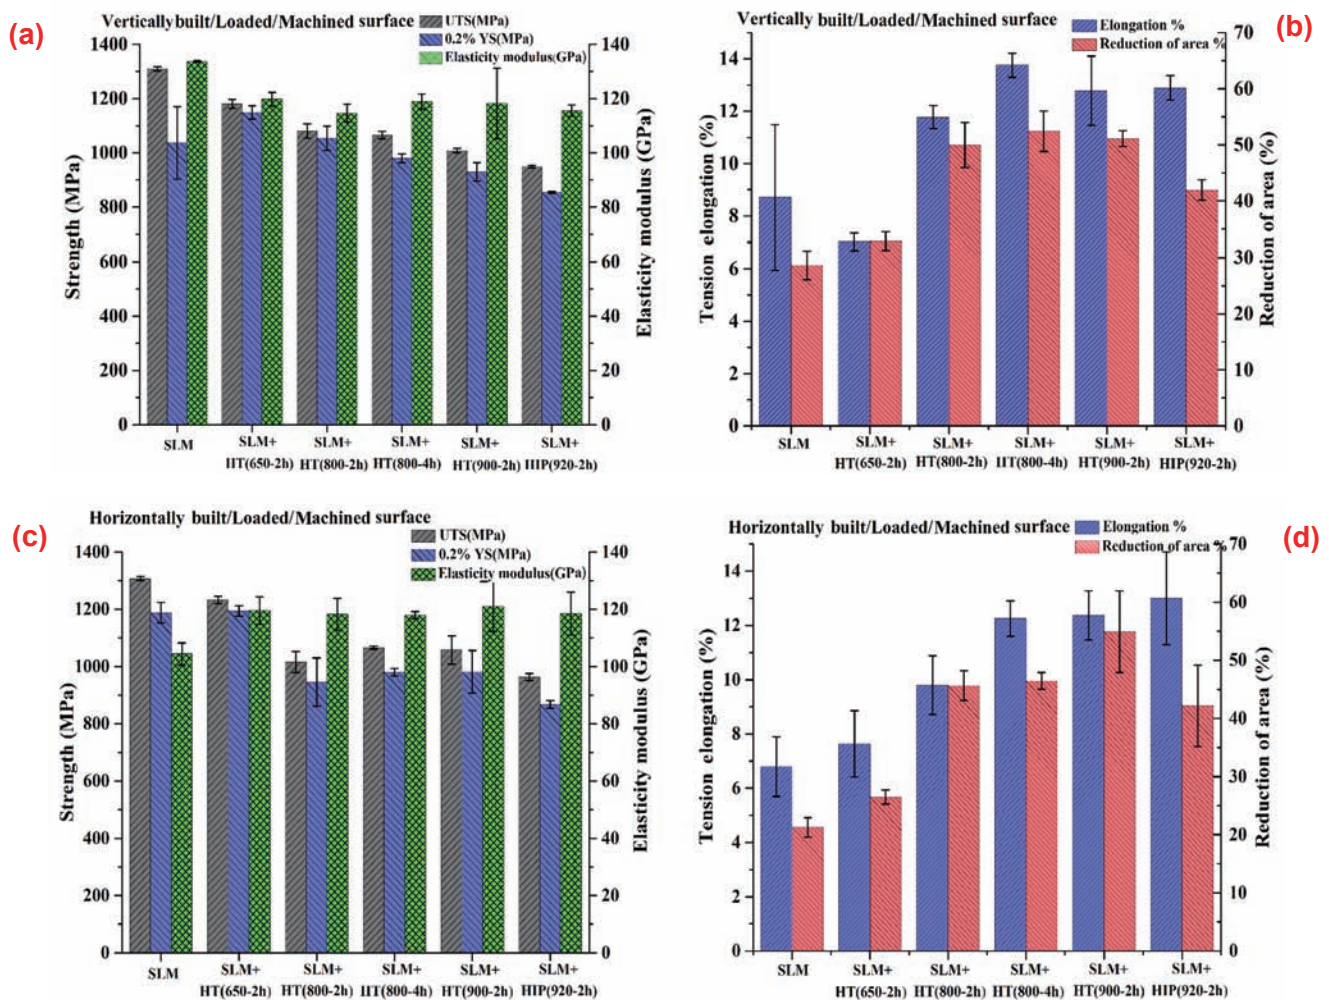 (a)
Vertically built/Loaded/Machined surface
UTS(MPa)
0.2% YS(MPa)
Elasticity modulus(GPa)
1400
1200
1000
800
600
400
200
0
Strength (MPa)
140
120
100
80
60
40
20
0
Elasticity modulus (GPa)
SLM
SLM+
IIT(650-2h)
SLM+
HT(800-2h)
SLM+
HT(800-4h)
SLM+
HT(900-2h)
SLM+
IIIP(920-2h)
(b)
Vertically built/Loaded/Machined surface
Elongation %
Reduction of area %
14
12
10
8
6
4
2
0
Tension elongation (%)
70
60
50
40
30
20
10
0
Reduction of area (%)
SLM
SLM+
HT(650-2h)
SLM+
HT(800-2h)
SLM+
IIT(800-4h)
SLM+
HT(900-2h)
SLM+
HIP(920-2h)
(c)
Horizontally built/Loaded/Machined surface
UTS(MPa)
0.2% YS(MPa)
Elasticity modulus(GPa)
1400
1200
1000
800
600
400
200
0
Strength (MPa)
140
120
100
80
60
40
20
0
Elasticity modulus (GPa)
SLM
SLM+
HT(650-2h)
SLM+
HT(800-2h)
SLM+
IIT(800-4h)
SLM+
HT(900-2h)
SLM+
HIP(920-2h)
(d)
Horizontally built/Loaded/Machined surface
Elongation %
Reduction of area %
14
12
10
8
6
4
2
0
Tension elongation (%)
70
60
50
40
30
20
10
0
Reduction of area (%)
SLM
SLM+
HT(650-2h)
SLM+
HT(800-2h)
SLM+
HT(800-4h)
SLM+
HT(900-2h)
SLM+
HIP(920-2h)